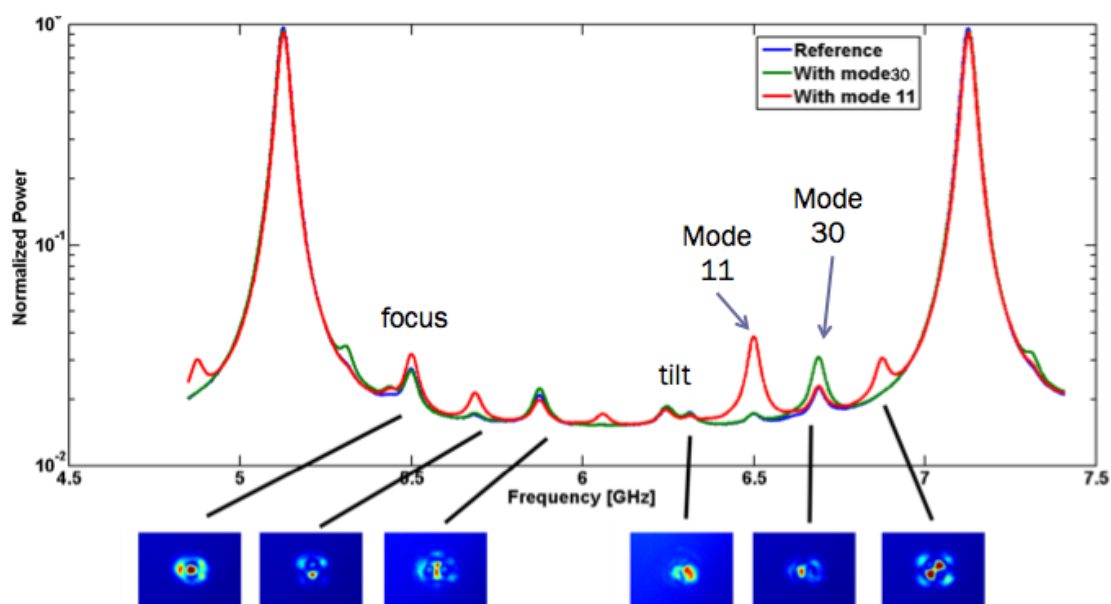 10⁰
Reference
With mode30
With mode 11
Normalized Power
Mode
30
Mode
11
10⁻¹
focus
tilt
10⁻²
4.5 5 5.5 6 6.5 7 7.5
Frequency [GHz]